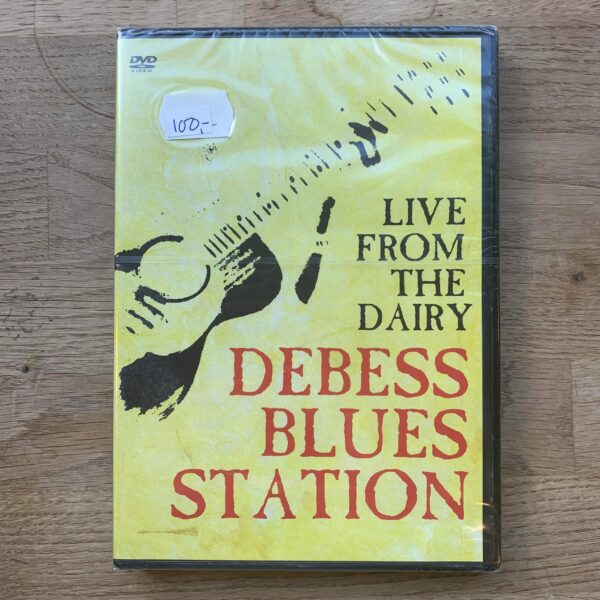 DVD
VIDEO
100,-
LIVE
FROM
THE
DAIRY
DEBESS
BLUES
STATION